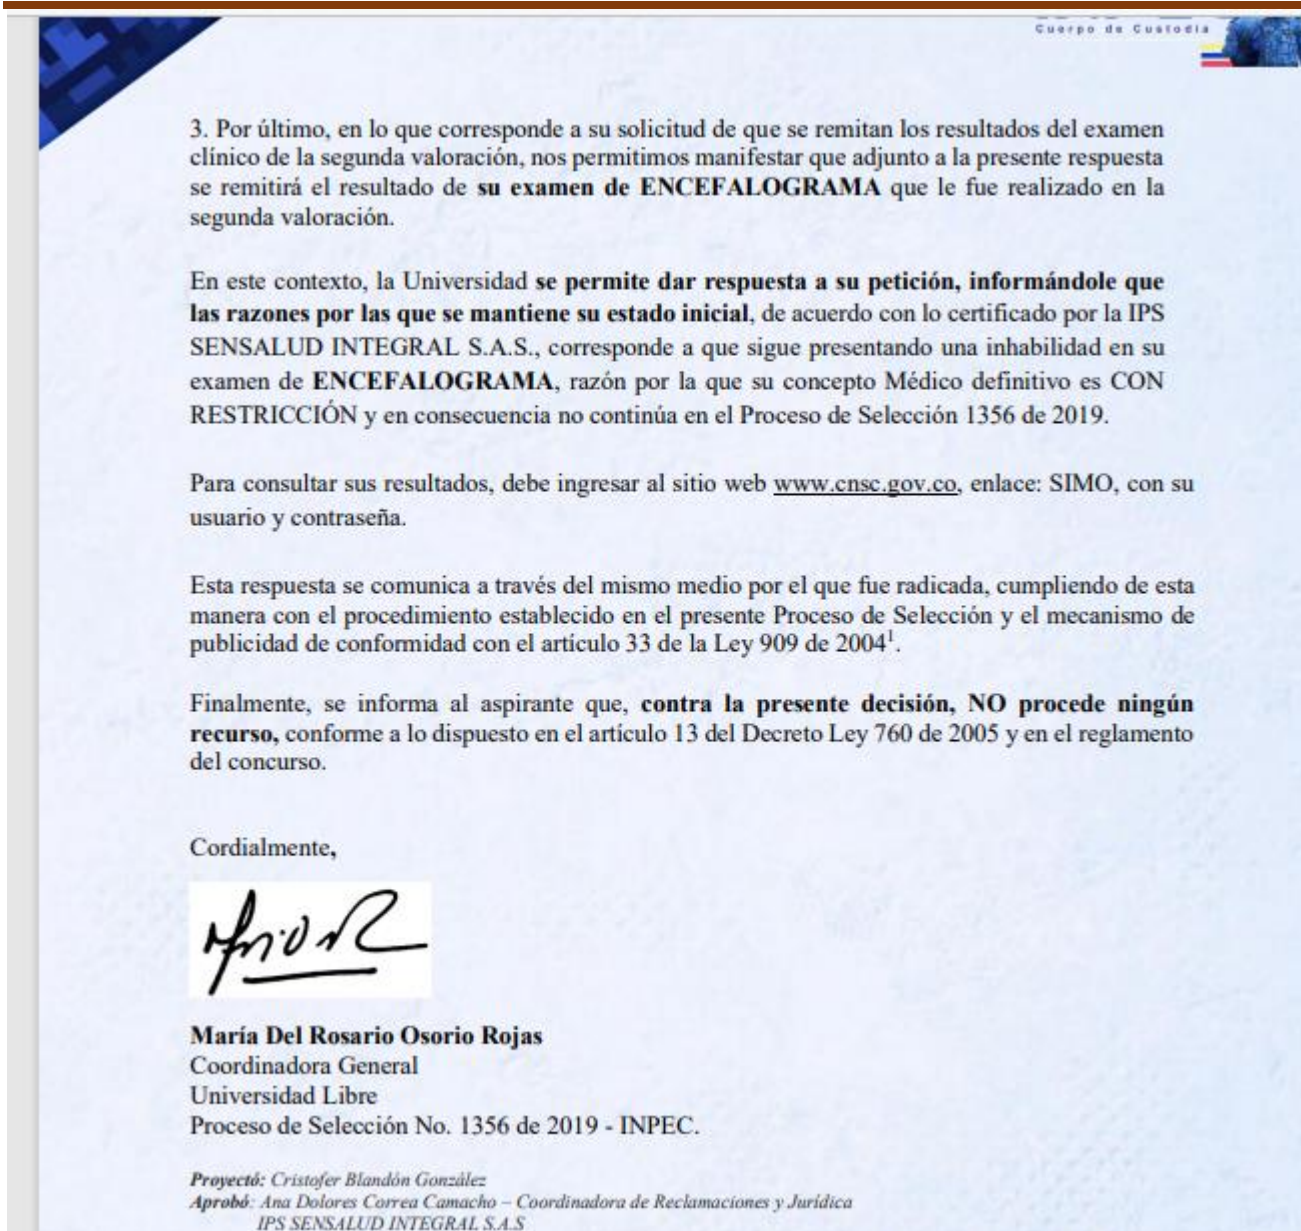 Cuerpo de Custodia
3. Por último, en lo que corresponde a su solicitud de que se remitan los resultados del examen
clínico de la segunda valoración, nos permitimos manifestar que adjunto a la presente respuesta
se remitirá el resultado de su examen de ENCEFALOGRAMA que le fue realizado en la
segunda valoración.
En este contexto, la Universidad se permite dar respuesta a su petición, informándole que
las razones por las que se mantiene su estado inicial, de acuerdo con lo certificado por la IPS
SENSALUD INTEGRAL S.A.S., corresponde a que sigue presentando una inhabilidad en su
examen de ENCEFALOGRAMA, razón por la que su concepto Médico definitivo es CON
RESTRICCIÓN y en consecuencia no continúa en el Proceso de Selección 1356 de 2019.
Para consultar sus resultados, debe ingresar al sitio web www.cnsc.gov.co, enlace: SIMO, con su
usuario y contraseña.
Esta respuesta se comunica a través del mismo medio por el que fue radicada, cumpliendo de esta
manera con el procedimiento establecido en el presente Proceso de Selección y el mecanismo de
publicidad de conformidad con el artículo 33 de la Ley 909 de 2004¹.
Finalmente, se informa al aspirante que, contra la presente decisión, NO procede ningún
recurso, conforme a lo dispuesto en el artículo 13 del Decreto Ley 760 de 2005 y en el reglamento
del concurso.
Cordialmente,
María Del Rosario Osorio Rojas
Coordinadora General
Universidad Libre
Proceso de Selección No. 1356 de 2019 - INPEC.
Proyectó: Cristofer Blandón González
Aprobó: Ana Dolores Correa Camacho – Coordinadora de Reclamaciones y Jurídica
IPS SENSALUD INTEGRAL S.A.S